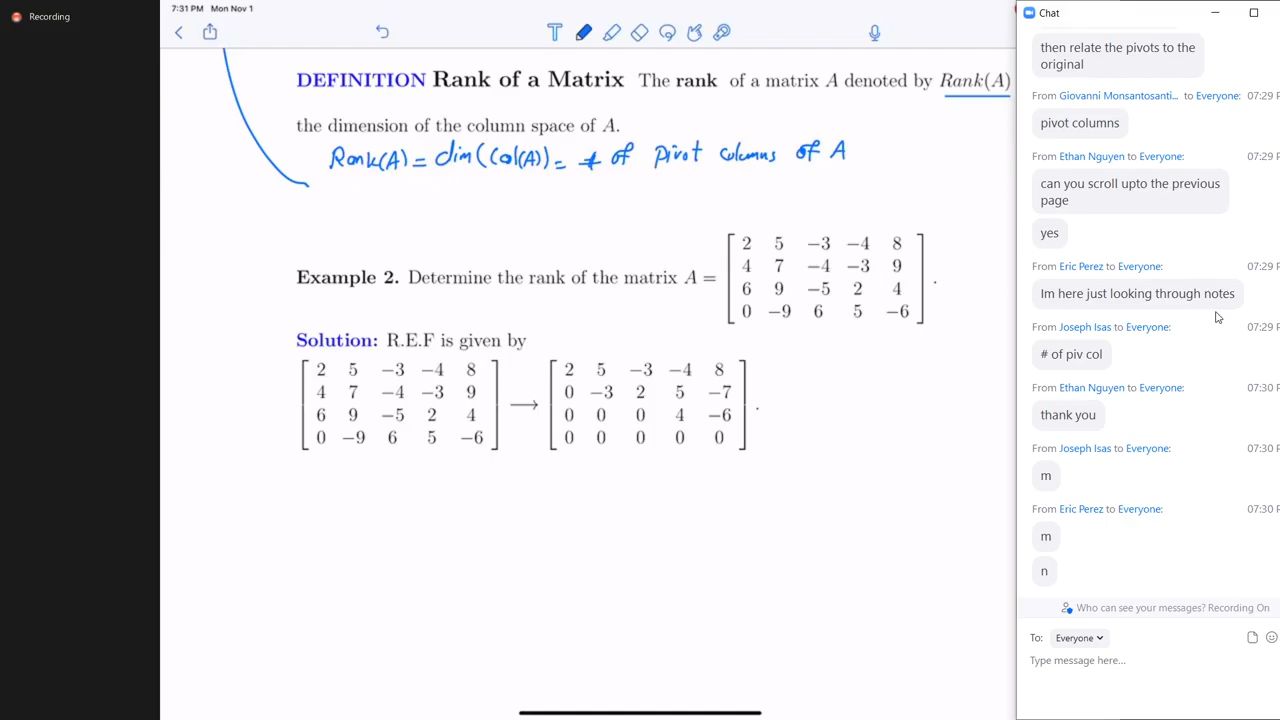 Recording
7:31 PM Mon Nov 1
DEFINITION Rank of a Matrix The rank of a matrix A denoted by Rank(A)
the dimension of the column space of A.
Rank(A) = dim(Col(A)) = # of pivot columns of A
Example 2. Determine the rank of the matrix A =
2 5 −3 −4 8
4 7 −4 −3 9
6 9 −5 2 4
0 −9 6 5 −6
.
Solution: R.E.F is given by
2 5 −3 −4 8
4 7 −4 −3 9
6 9 −5 2 4
0 −9 6 5 −6
⟶
2 5 −3 −4 8
0 −3 2 5 −7
0 0 0 4 −6
0 0 0 0 0
.
Chat
then relate the pivots to the
original
From Giovanni Monsantosanti... to Everyone: 07:29 P
pivot columns
From Ethan Nguyen to Everyone: 07:29 P
can you scroll upto the previous
page
yes
From Eric Perez to Everyone: 07:29 P
Im here just looking through notes
From Joseph Isas to Everyone: 07:29 P
# of piv col
From Ethan Nguyen to Everyone: 07:30 P
thank you
From Joseph Isas to Everyone: 07:30 P
m
From Eric Perez to Everyone: 07:30 P
m
n
Who can see your messages? Recording On
To: Everyone
Type message here...